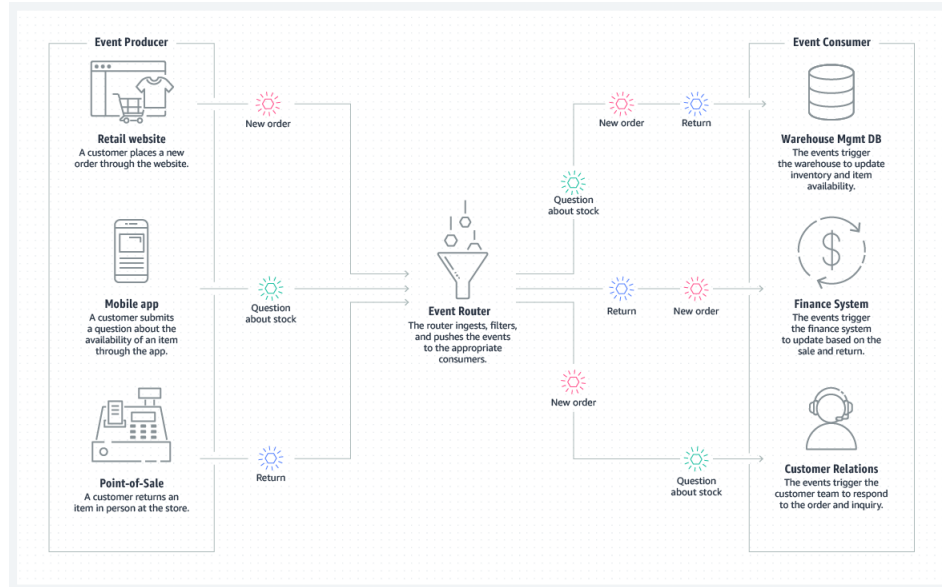 Event Producer
Retail website
A customer places a new
order through the website.
Mobile app
A customer submits
a question about the
availability of an item
through the app.
Point-of-Sale
A customer returns an
item in person at the store.
New order
Question
about stock
Return
Event Router
The router ingests, filters,
and pushes the events
to the appropriate
consumers.
New order
Return
Question
about stock
Return
New order
New order
Question
about stock
Event Consumer
Warehouse Mgmt DB
The events trigger
the warehouse to update
inventory and item
availability.
Finance System
The events trigger
the finance system
to update based on the
sale and return.
Customer Relations
The events trigger the
customer team to respond
to the order and inquiry.